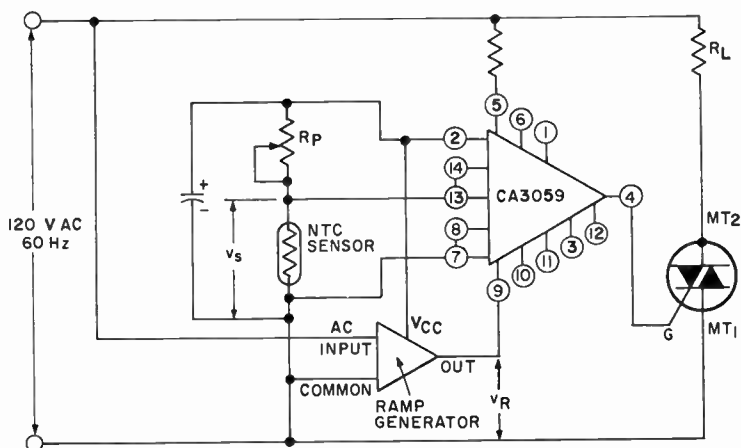 120 V AC
60 Hz
+
-
RP
NTC
SENSOR
VS
AC
INPUT
COMMON
VCC
OUT
RAMP
GENERATOR
VR
5
6
1
2
14
13
8
7
CA3059
4
12
3
11
10
9
RL
MT2
MT1
G